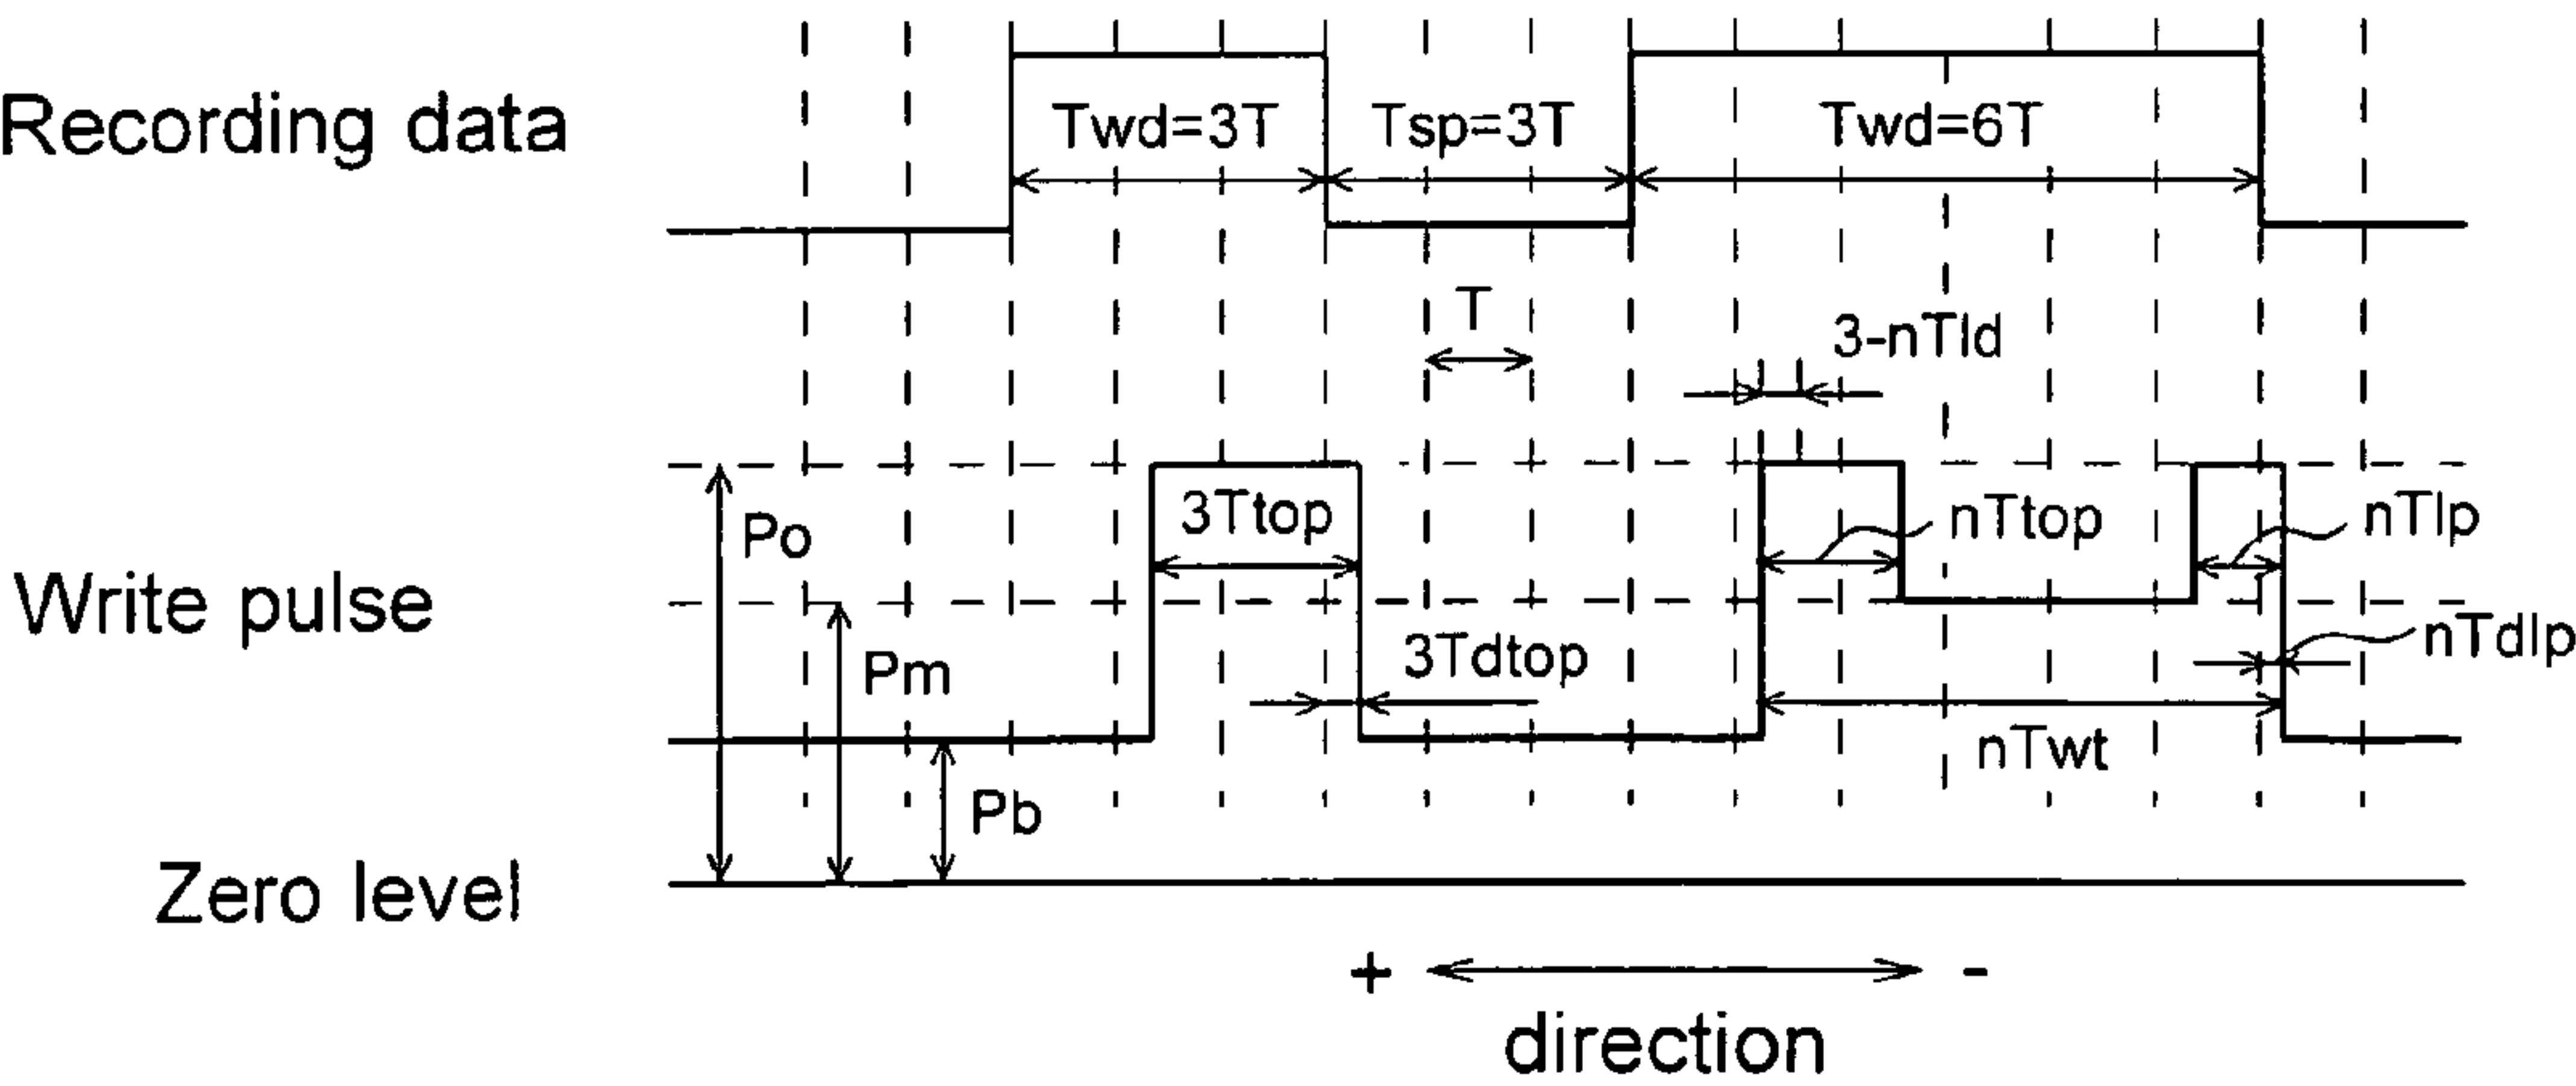 Recording data
Twd=3T Tsp=3T Twd=6T
T
3-nTld
Po
3Ttop
nTtop
nTlp
Write pulse
Pm
3Tdtop
nTdlp
nTwt
Pb
Zero level
+ -
direction